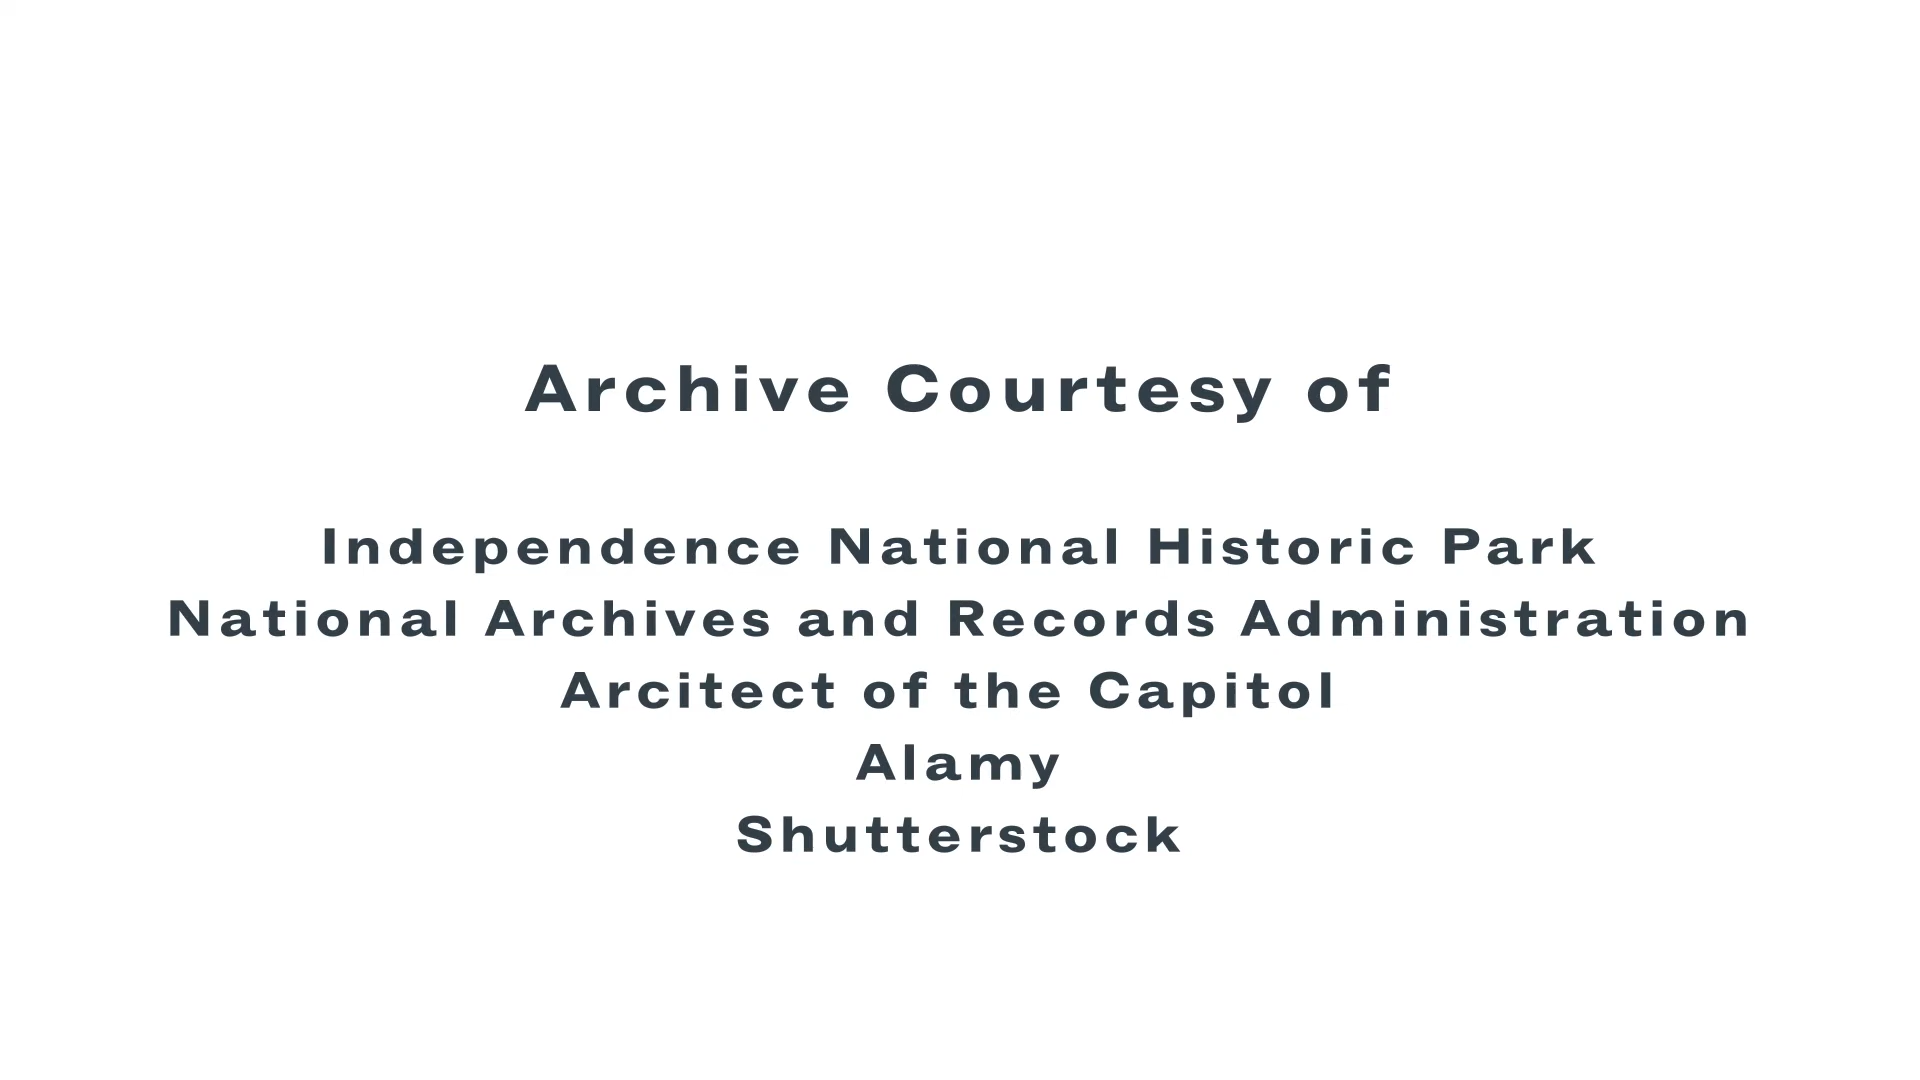 Archive Courtesy of
Independence National Historic Park
National Archives and Records Administration
Arcitect of the Capitol
Alamy
Shutterstock